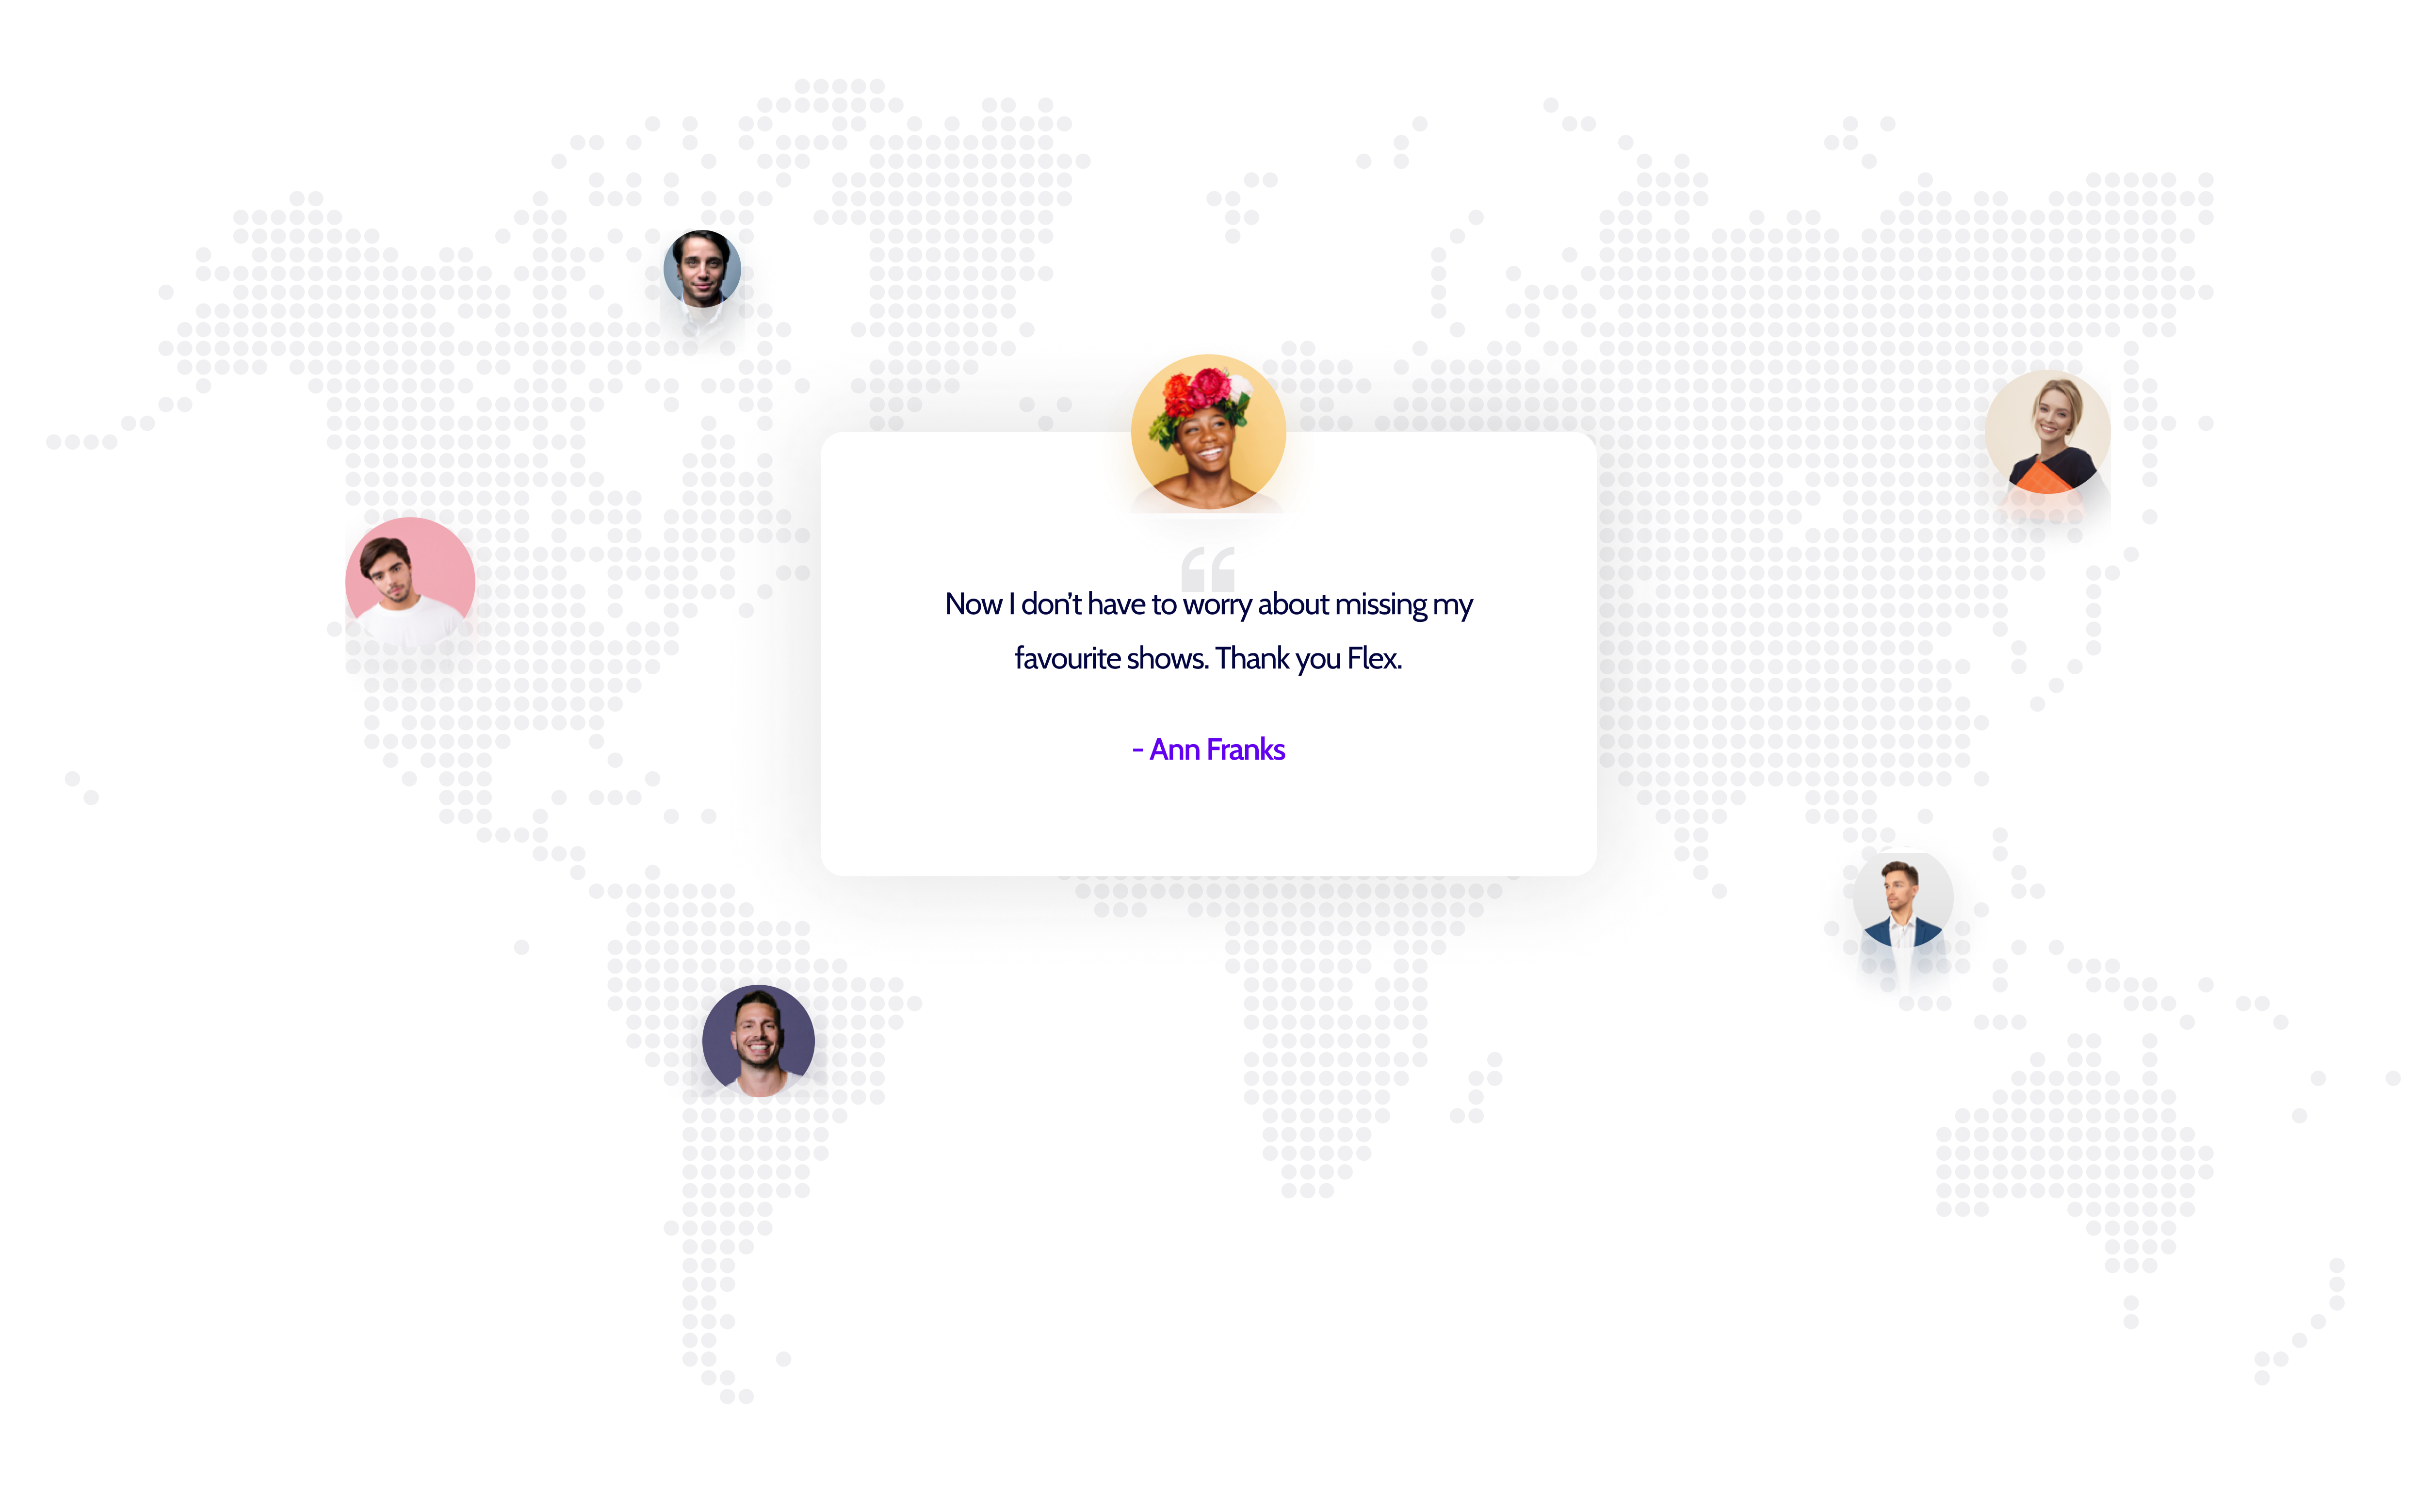 “
Now I don’t have to worry about missing my
favourite shows. Thank you Flex.
- Ann Franks